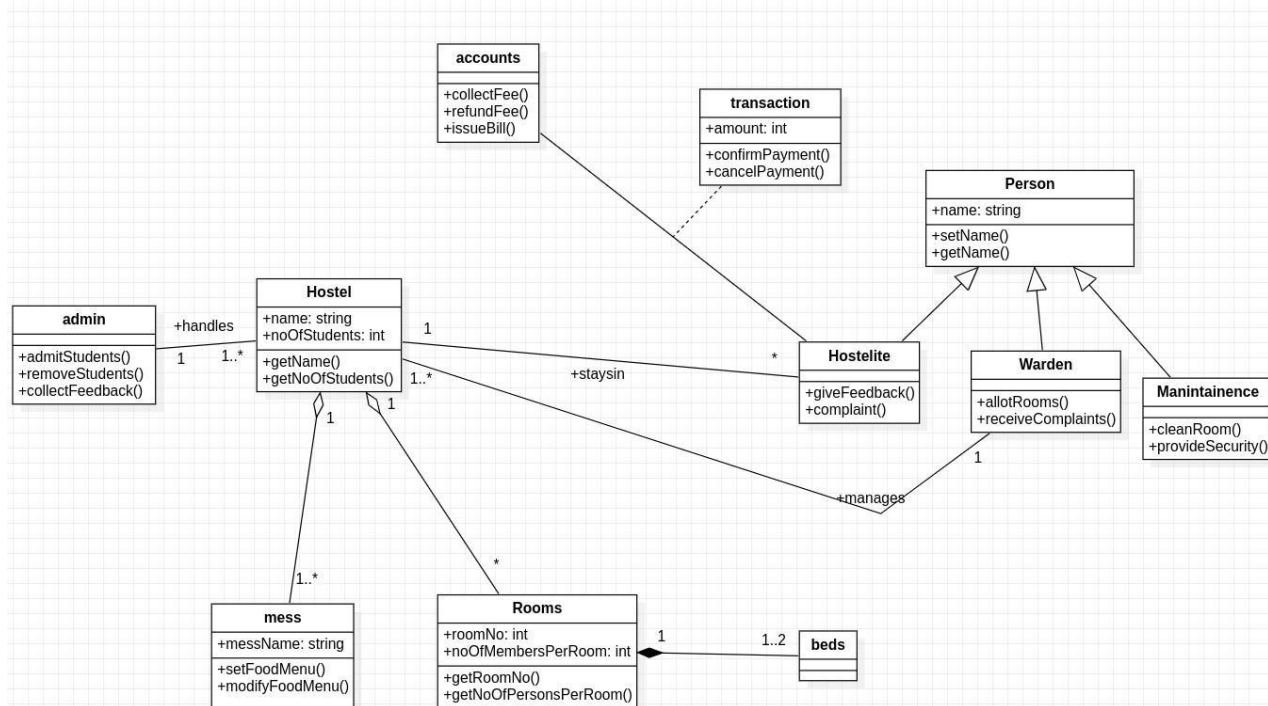 accounts
+collectFee()
+refundFee()
+issueBill()
transaction
+amount: int
+confirmPayment()
+cancelPayment()
Person
+name: string
+setName()
+getName()
admin
+admitStudents()
+removeStudents()
+collectFeedback()
+handles
1
1..*
Hostel
+name: string
+noOfStudents: int
+getName()
+getNoOfStudents()
1
*
+staysin
1..*
Hostelite
+giveFeedback()
+complaint()
Warden
+allotRooms()
+receiveComplaints()
Manintainence
+cleanRoom()
+provideSecurity()
1
+manages
1
1
1..*
*
mess
+messName: string
+setFoodMenu()
+modifyFoodMenu()
Rooms
+roomNo: int
+noOfMembersPerRoom: int
+getRoomNo()
+getNoOfPersonsPerRoom()
1
1..2
beds